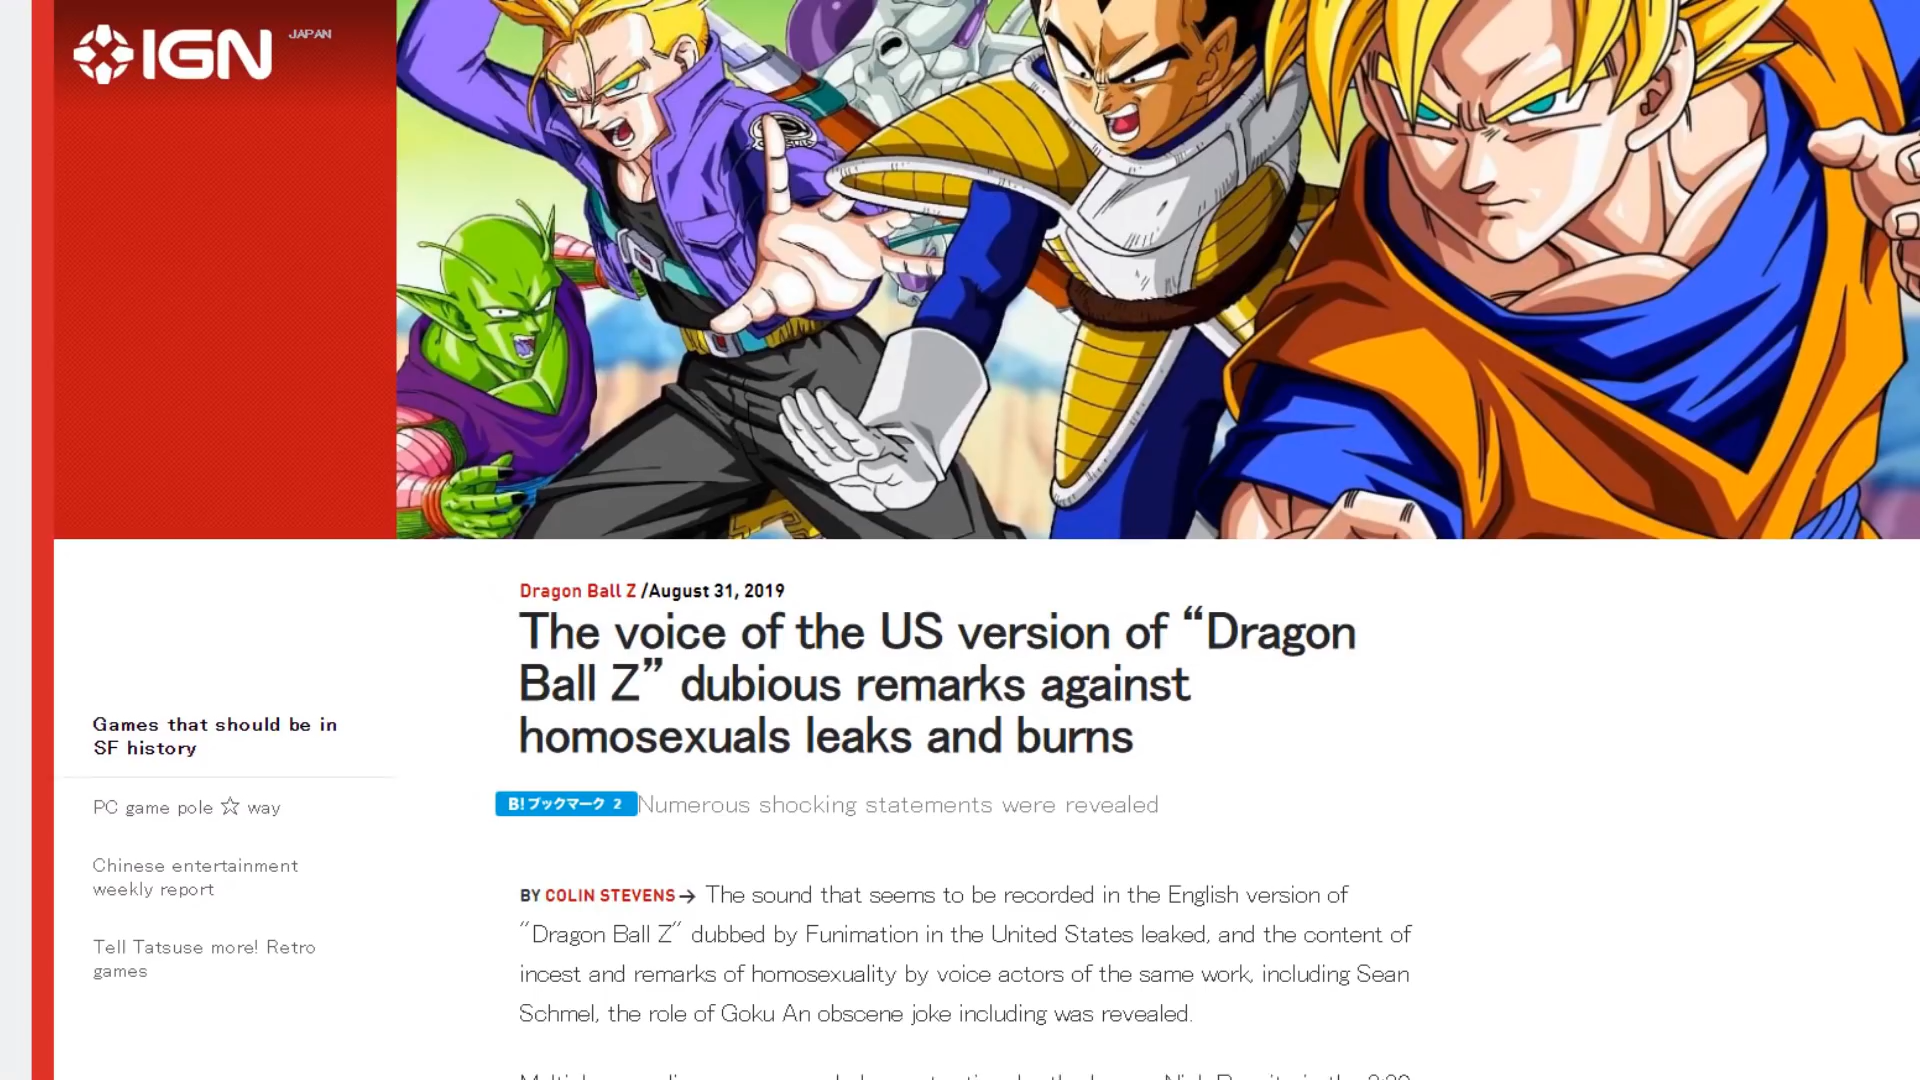 IGN JAPAN
Dragon Ball Z /August 31, 2019
The voice of the US version of “Dragon
Ball Z” dubious remarks against
homosexuals leaks and burns
B! ブックマーク 2 Numerous shocking statements were revealed
Games that should be in
SF history
PC game pole ☆ way
Chinese entertainment
weekly report
Tell Tatsuse more! Retro
games
BY COLIN STEVENS → The sound that seems to be recorded in the English version of
"Dragon Ball Z" dubbed by Funimation in the United States leaked, and the content of
incest and remarks of homosexuality by voice actors of the same work, including Sean
Schmel, the role of Goku An obscene joke including was revealed.